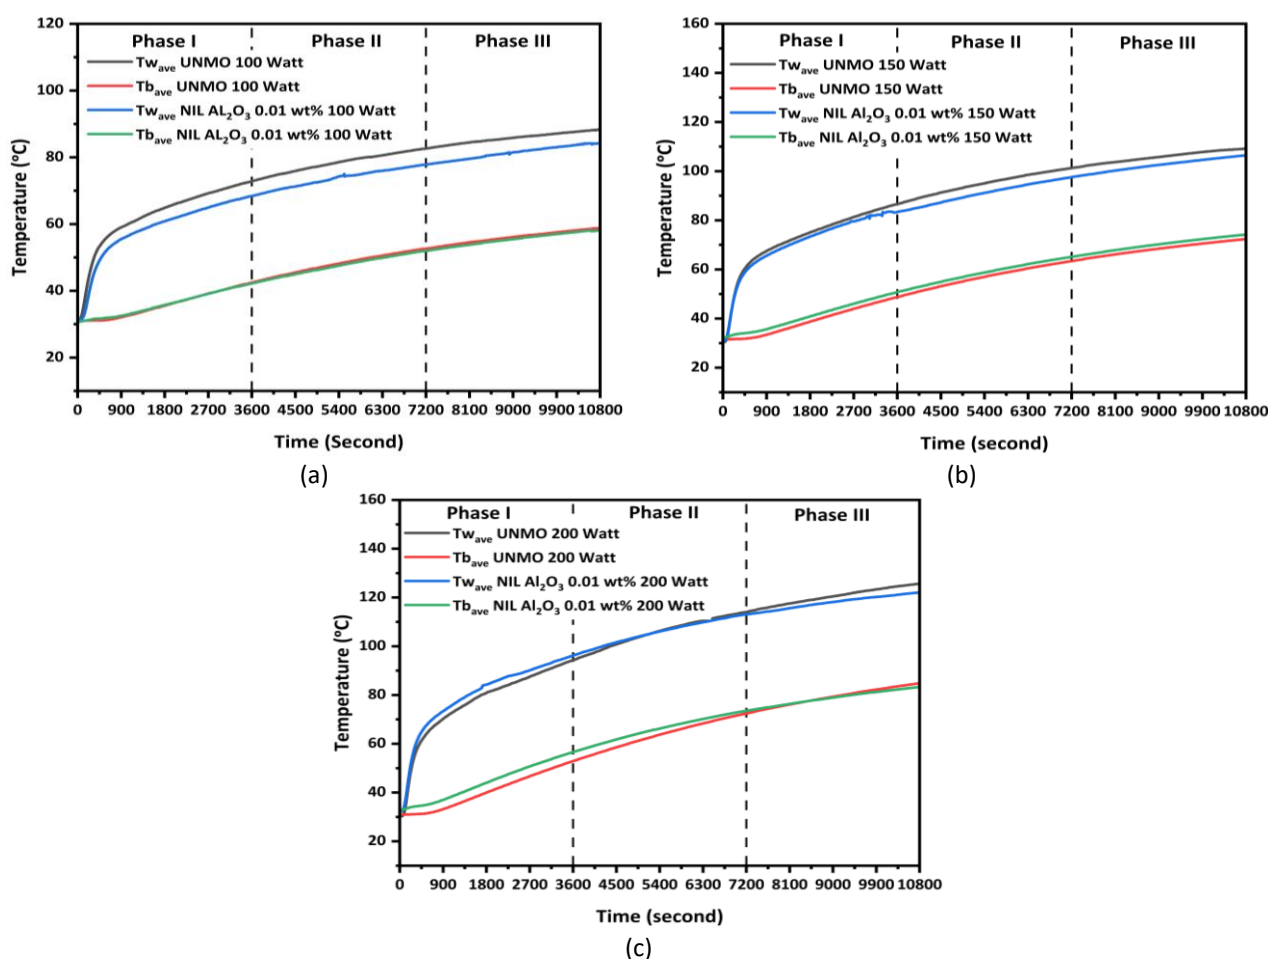 Phase I Phase II Phase III
Tw_ave UNMO 100 Watt
Tb_ave UNMO 100 Watt
Tw_ave NIL AL₂O₃ 0.01 wt% 100 Watt
Tb_ave NIL AL₂O₃ 0.01 wt% 100 Watt
Temperature (°C)
120
100
80
60
40
20
0 900 1800 2700 3600 4500 5400 6300 7200 8100 9000 9900 10800
Time (Second)
(a)
Phase I Phase II Phase III
Tw_ave UNMO 150 Watt
Tb_ave UNMO 150 Watt
Tw_ave NIL Al₂O₃ 0.01 wt% 150 Watt
Tb_ave NIL Al₂O₃ 0.01 wt% 150 Watt
Temperature (°C)
160
140
120
100
80
60
40
20
0 900 1800 2700 3600 4500 5400 6300 7200 8100 9000 9900 10800
Time (second)
(b)
Phase I Phase II Phase III
Tw_ave UNMO 200 Watt
Tb_ave UNMO 200 Watt
Tw_ave NIL Al₂O₃ 0.01 wt% 200 Watt
Tb_ave NIL Al₂O₃ 0.01 wt% 200 Watt
Temperature (°C)
160
140
120
100
80
60
40
20
0 900 1800 2700 3600 4500 5400 6300 7200 8100 9000 9900 10800
Time (second)
(c)